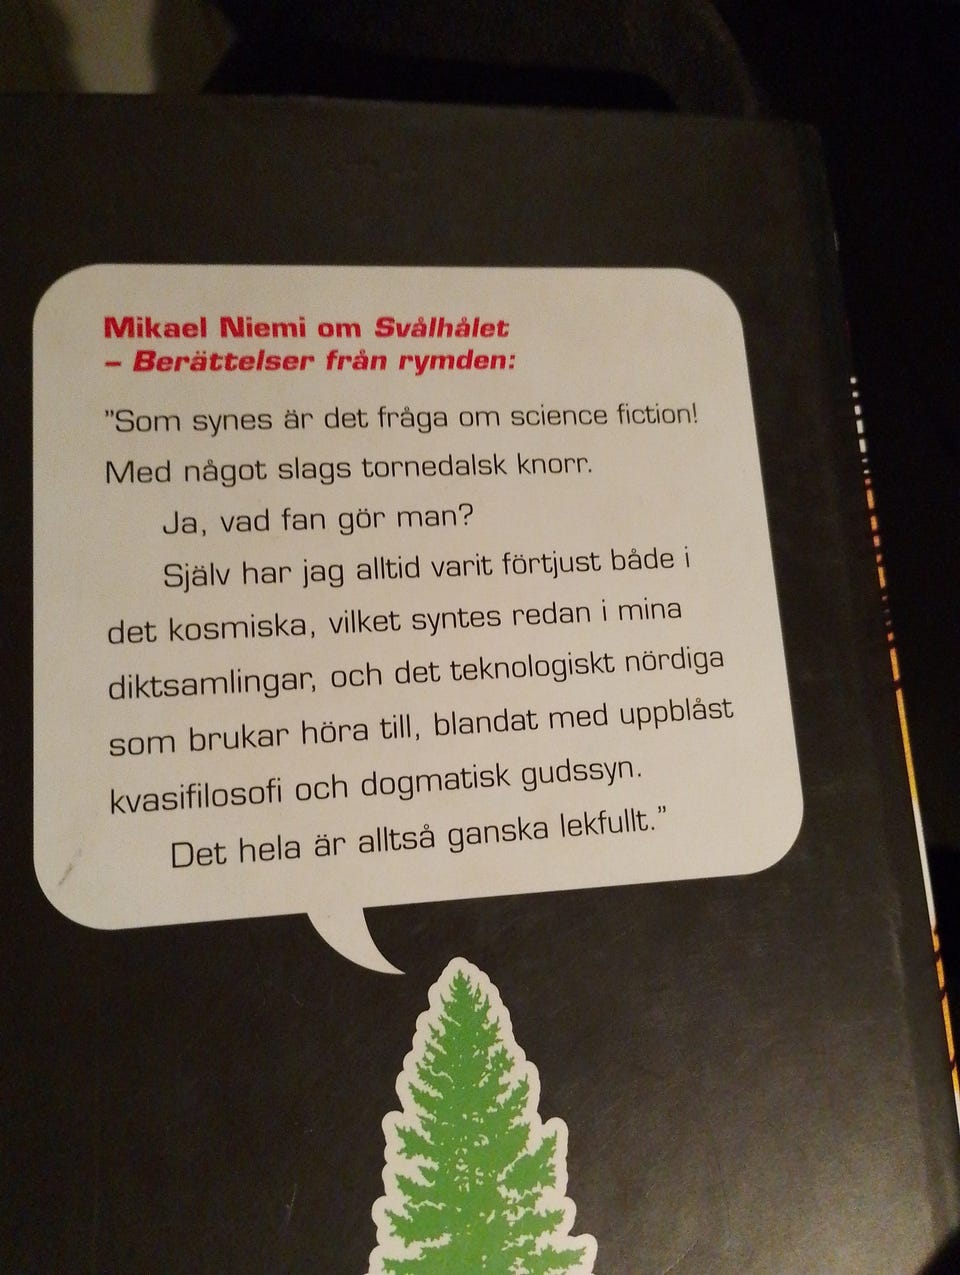 Mikael Niemi om Svålhålet
– Berättelser från rymden:
”Som synes är det fråga om science fiction!
Med något slags tornedalsk knorr.
Ja, vad fan gör man?
Själv har jag alltid varit förtjust både i
det kosmiska, vilket syntes redan i mina
diktsamlingar, och det teknologiskt nördiga
som brukar höra till, blandat med uppblåst
kvasifilosofi och dogmatisk gudssyn.
Det hela är alltså ganska lekfullt.”